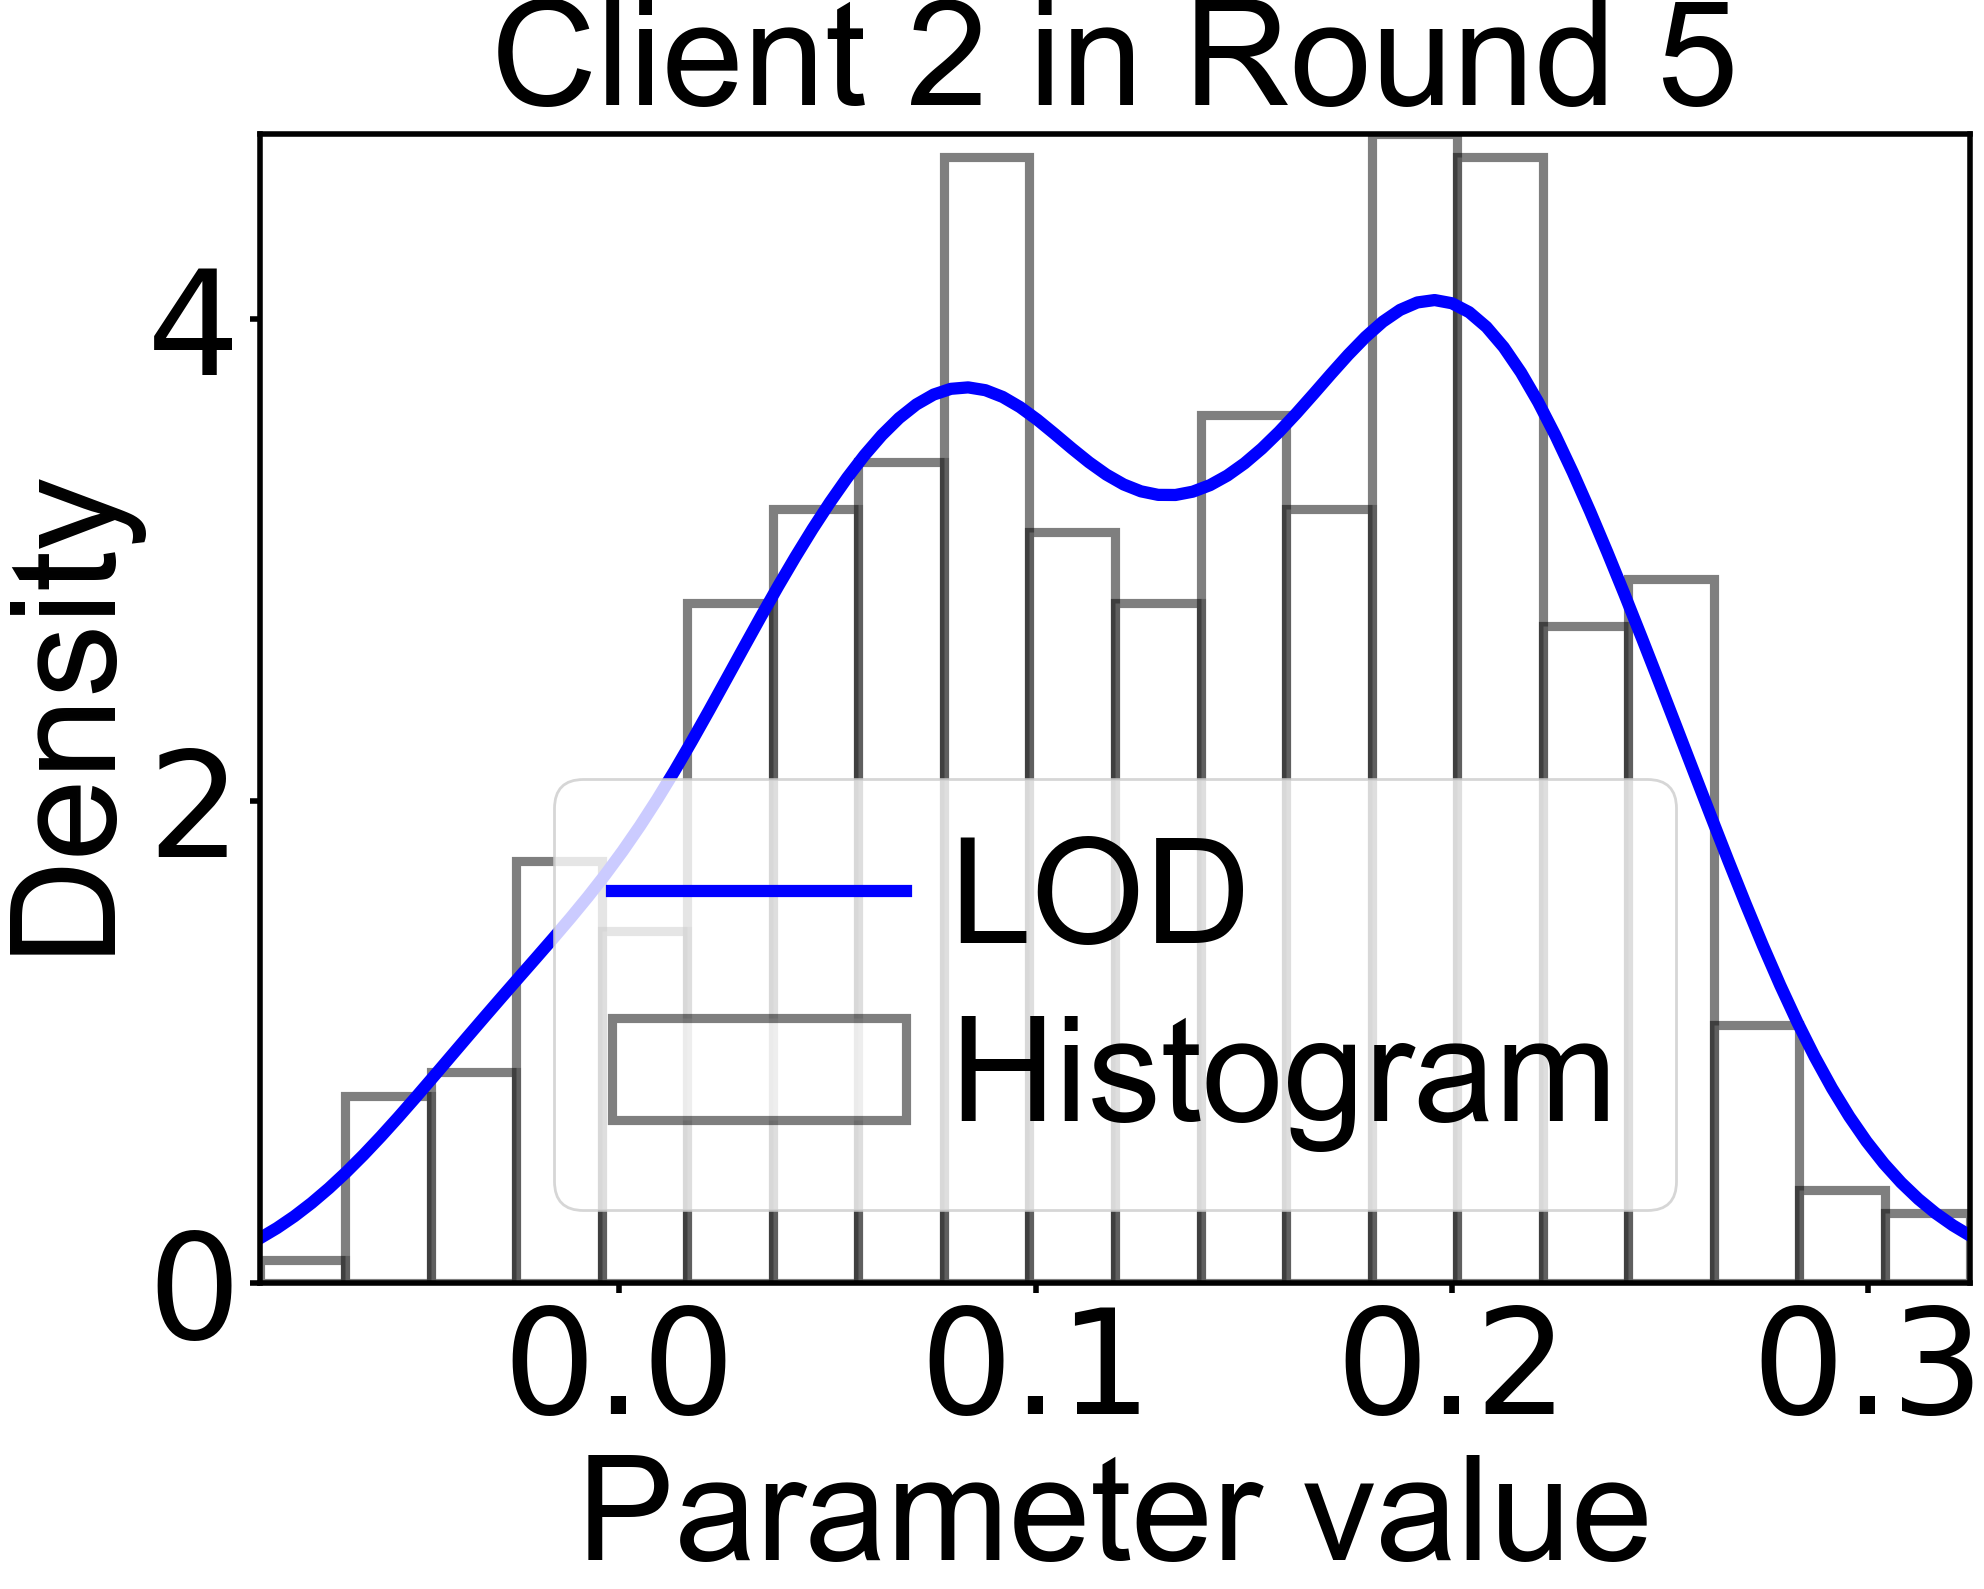 Client 2 in Round 5
Density
4
2
0
LOD
Histogram
0.0 0.1 0.2 0.3
Parameter value